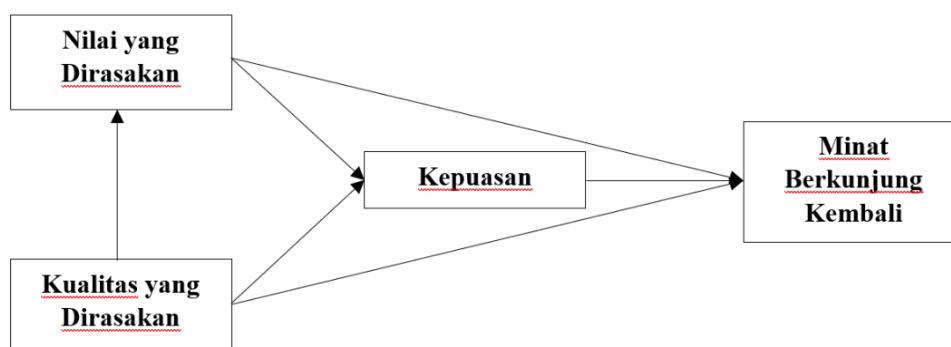 Nilai yang
Dirasakan
Kepuasan
Minat
Berkunjung
Kembali
Kualitas yang
Dirasakan